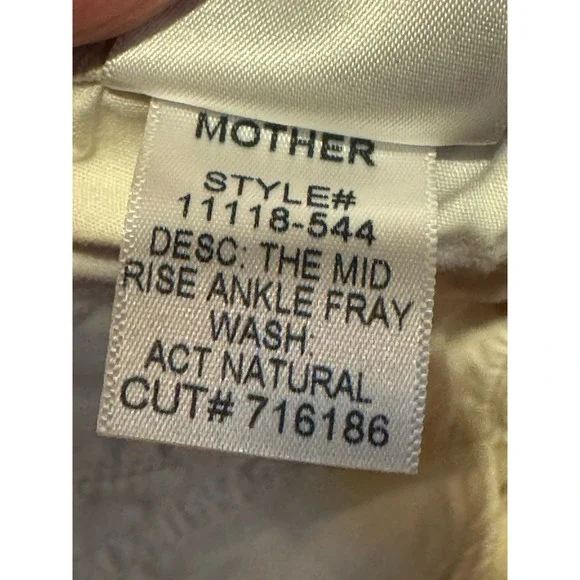 MOTHER
STYLE#
11118-544
DESC: THE MID
RISE ANKLE FRAY
WASH:
ACT NATURAL
CUT# 716186